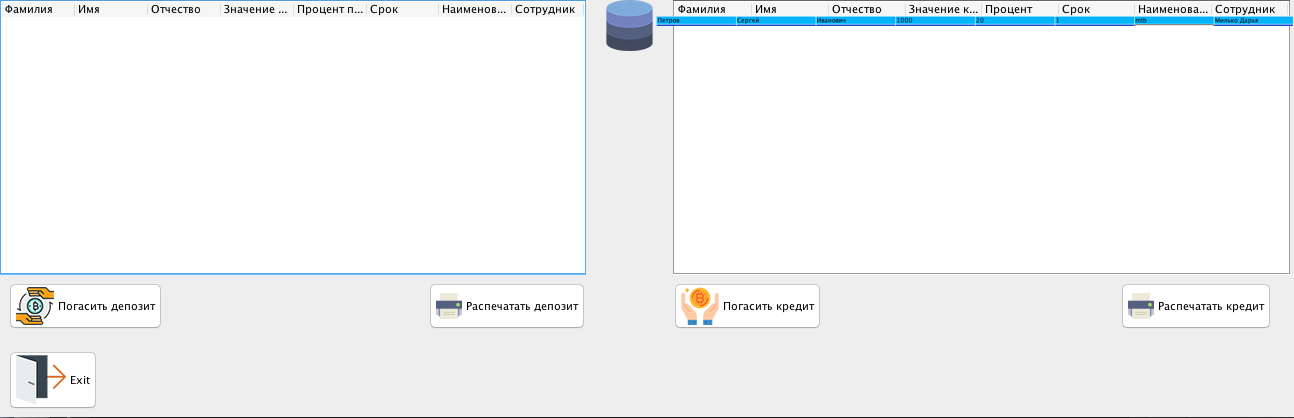 Фамилия Имя Отчество Значение ... Процент п... Срок Наименов... Сотрудник
Фамилия Имя Отчество Значение к... Процент Срок Наименова... Сотрудник
Петров Сергей Иванович 1000 20 1 mtb Милько Дарья
Погасить депозит
Распечатать депозит
Погасить кредит
Распечатать кредит
Exit